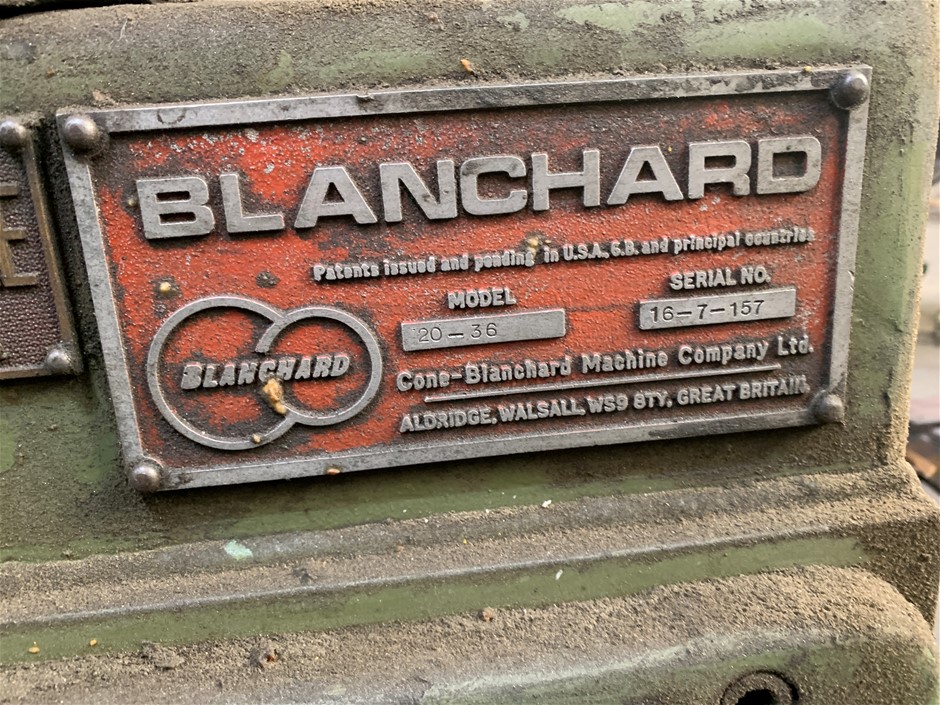 BLANCHARD
Patents issued and pending in U.S.A., G.B. and principal countries
MODEL
SERIAL NO.
20-36
16-7-157
BLANCHARD
Cone-Blanchard Machine Company Ltd.
ALDRIDGE, WALSALL, WS9 8TY, GREAT BRITAIN.
E